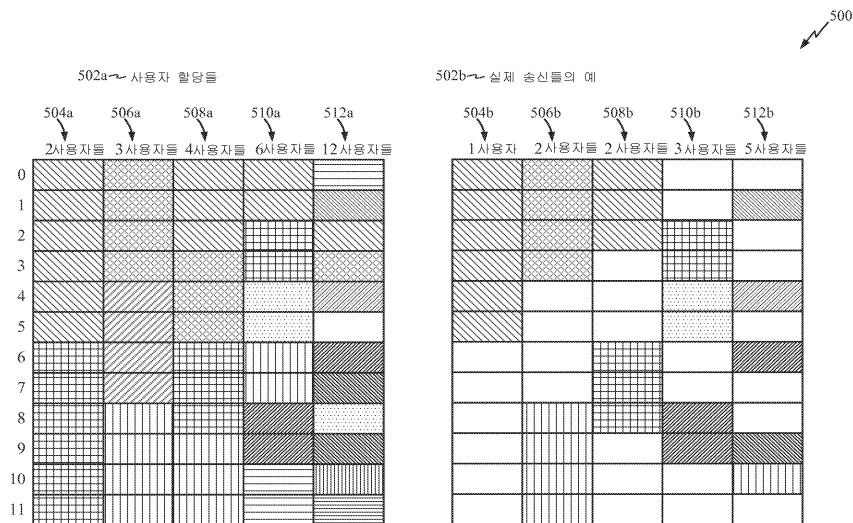 500
502a 사용자 할당들
502b 실제 송신들의 예
504a 506a 508a 510a 512a
504b 506b 508b 510b 512b
2사용자들 3사용자들 4사용자들 6사용자들 12사용자들
1사용자 2사용자들 2사용자들 3사용자들 5사용자들
0
1
2
3
4
5
6
7
8
9
10
11